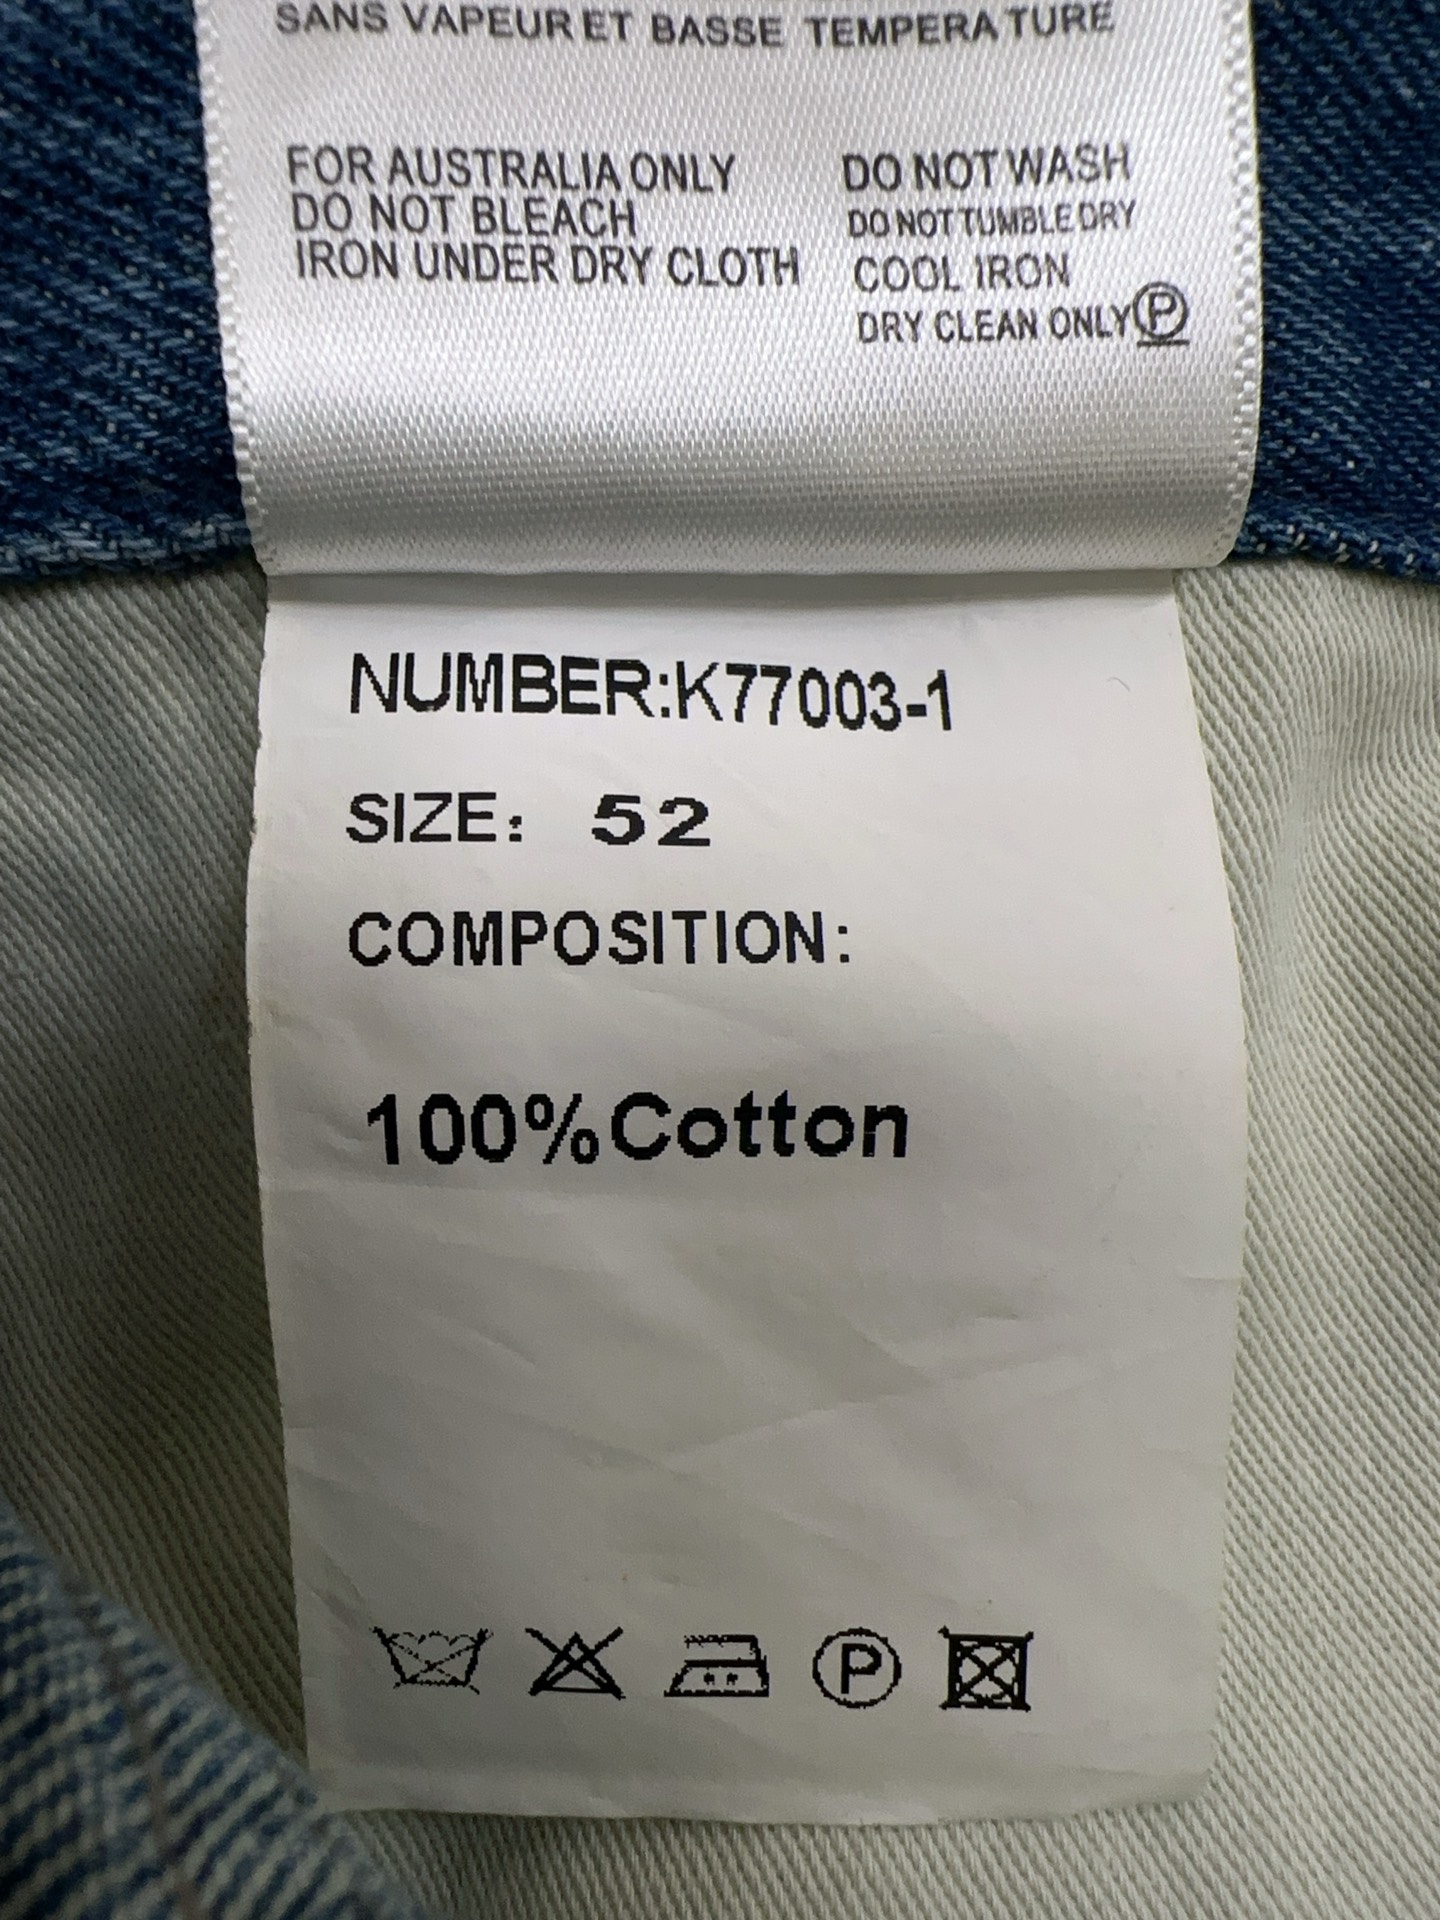 SANS VAPEUR ET BASSE TEMPERATURE
FOR AUSTRALIA ONLY
DO NOT BLEACH
IRON UNDER DRY CLOTH
DO NOT WASH
DO NOT TUMBLE DRY
COOL IRON
DRY CLEAN ONLY P
NUMBER:K77003-1
SIZE: 52
COMPOSITION:
100%Cotton
P